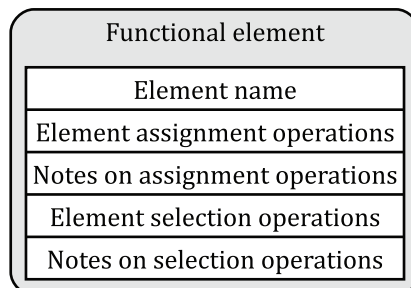 Functional element
Element name
Element assignment operations
Notes on assignment operations
Element selection operations
Notes on selection operations